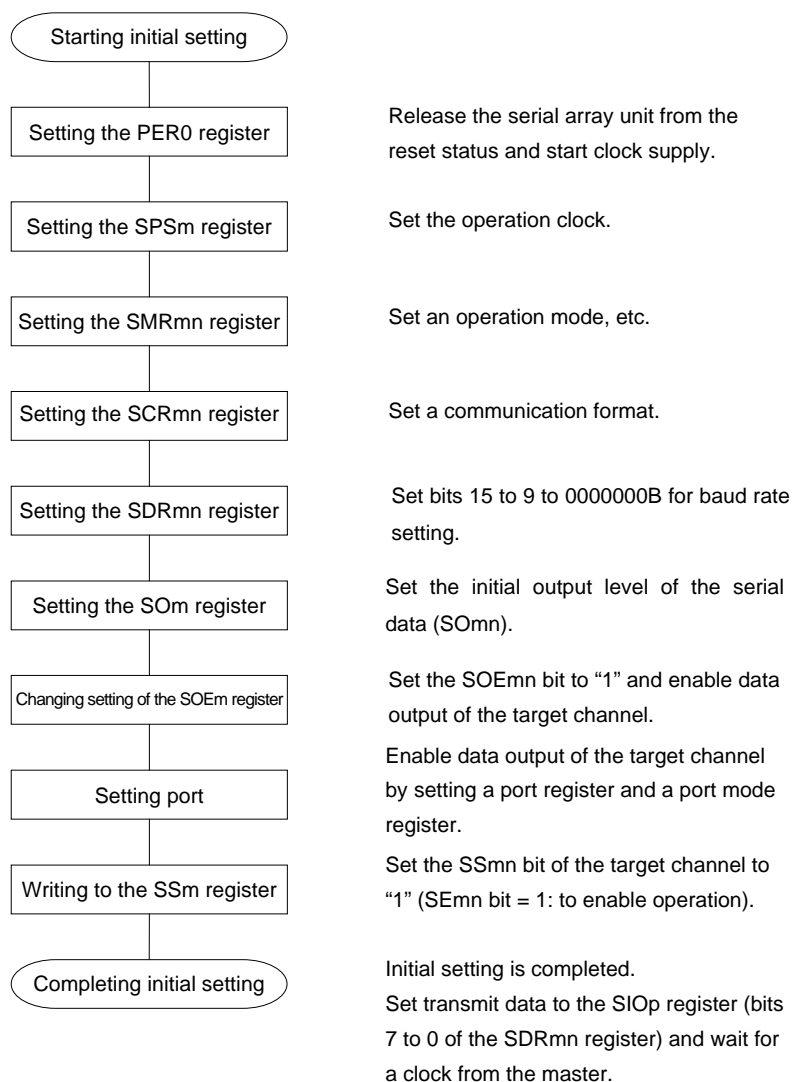 Starting initial setting
Setting the PER0 register
Release the serial array unit from the
reset status and start clock supply.
Setting the SPSm register
Set the operation clock.
Setting the SMRmn register
Set an operation mode, etc.
Setting the SCRmn register
Set a communication format.
Setting the SDRmn register
Set bits 15 to 9 to 0000000B for baud rate
setting.
Setting the SOm register
Set the initial output level of the serial
data (SOmn).
Changing setting of the SOEm register
Set the SOEmn bit to “1” and enable data
output of the target channel.
Setting port
Enable data output of the target channel
by setting a port register and a port mode
register.
Writing to the SSm register
Set the SSmn bit of the target channel to
“1” (SEmn bit = 1: to enable operation).
Completing initial setting
Initial setting is completed.
Set transmit data to the SIOp register (bits
7 to 0 of the SDRmn register) and wait for
a clock from the master.